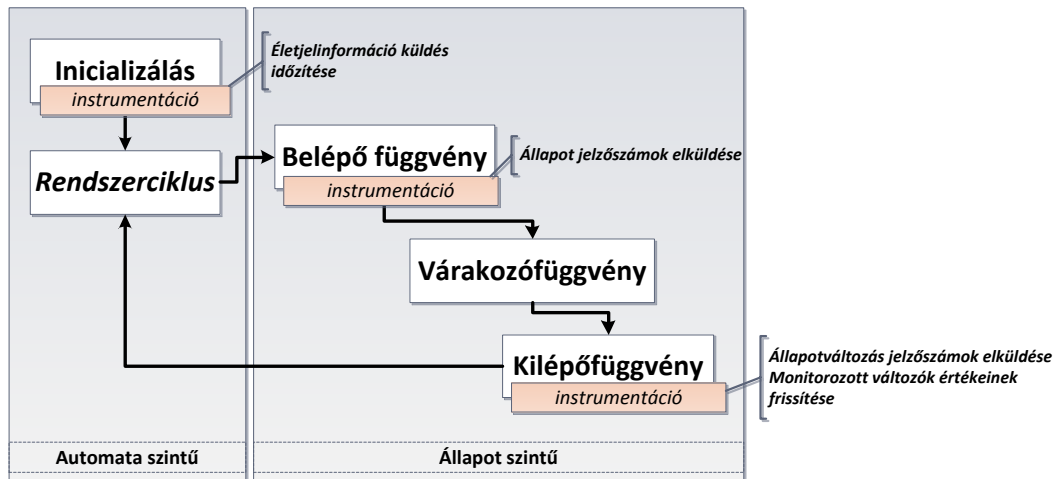 Inicializálás
instrumentáció
Életjelinformáció küldés
időzítése
Rendszerciklus
Belépő függvény
instrumentáció
Állapot jelzőszámok elküldése
Várakozófüggvény
Kilépőfüggvény
instrumentáció
Állapotváltozás jelzőszámok elküldése
Monitorozott változók értékeinek
frissítése
Automata szintű
Állapot szintű